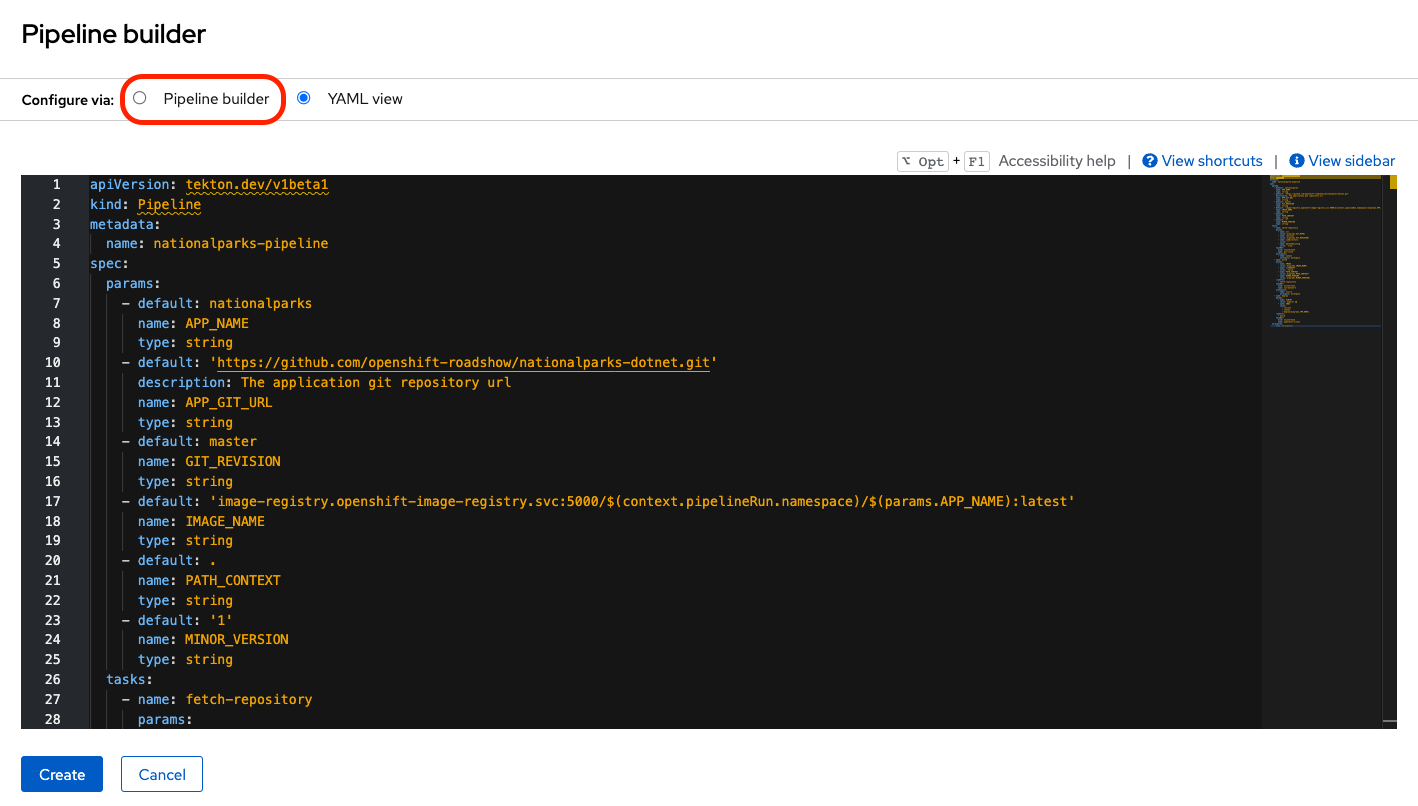 Pipeline builder
Configure via: Pipeline builder YAML view
⌥ Opt + F1 Accessibility help | View shortcuts | View sidebar
1 apiVersion: tekton.dev/v1beta1
2 kind: Pipeline
3 metadata:
4   name: nationalparks-pipeline
5 spec:
6   params:
7     - default: nationalparks
8       name: APP_NAME
9       type: string
10     - default: 'https://github.com/openshift-roadshow/nationalparks-dotnet.git'
11       description: The application git repository url
12       name: APP_GIT_URL
13       type: string
14     - default: master
15       name: GIT_REVISION
16       type: string
17     - default: 'image-registry.openshift-image-registry.svc:5000/$(context.pipelineRun.namespace)/$(params.APP_NAME):latest'
18       name: IMAGE_NAME
19       type: string
20     - default: .
21       name: PATH_CONTEXT
22       type: string
23     - default: '1'
24       name: MINOR_VERSION
25       type: string
26   tasks:
27     - name: fetch-repository
28       params:
Create Cancel